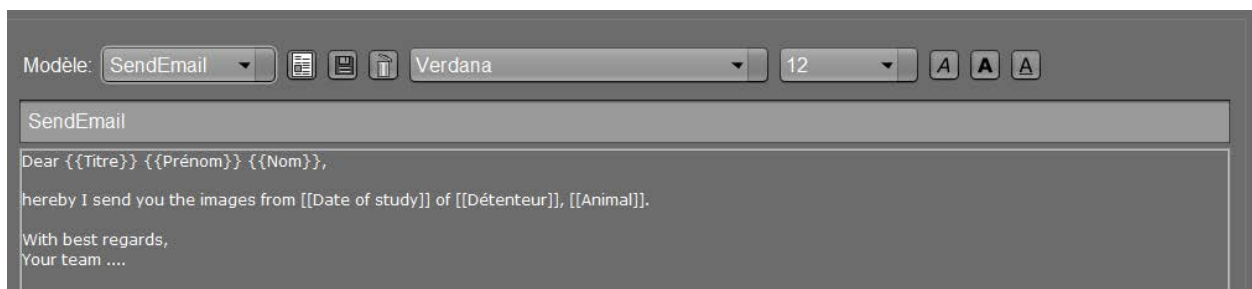 Modèle: SendEmail Verdana 12 A A A
SendEmail
Dear {{Titre}} {{Prénom}} {{Nom}},
hereby I send you the images from [[Date of study]] of [[Détenteur]], [[Animal]].
With best regards,
Your team ....